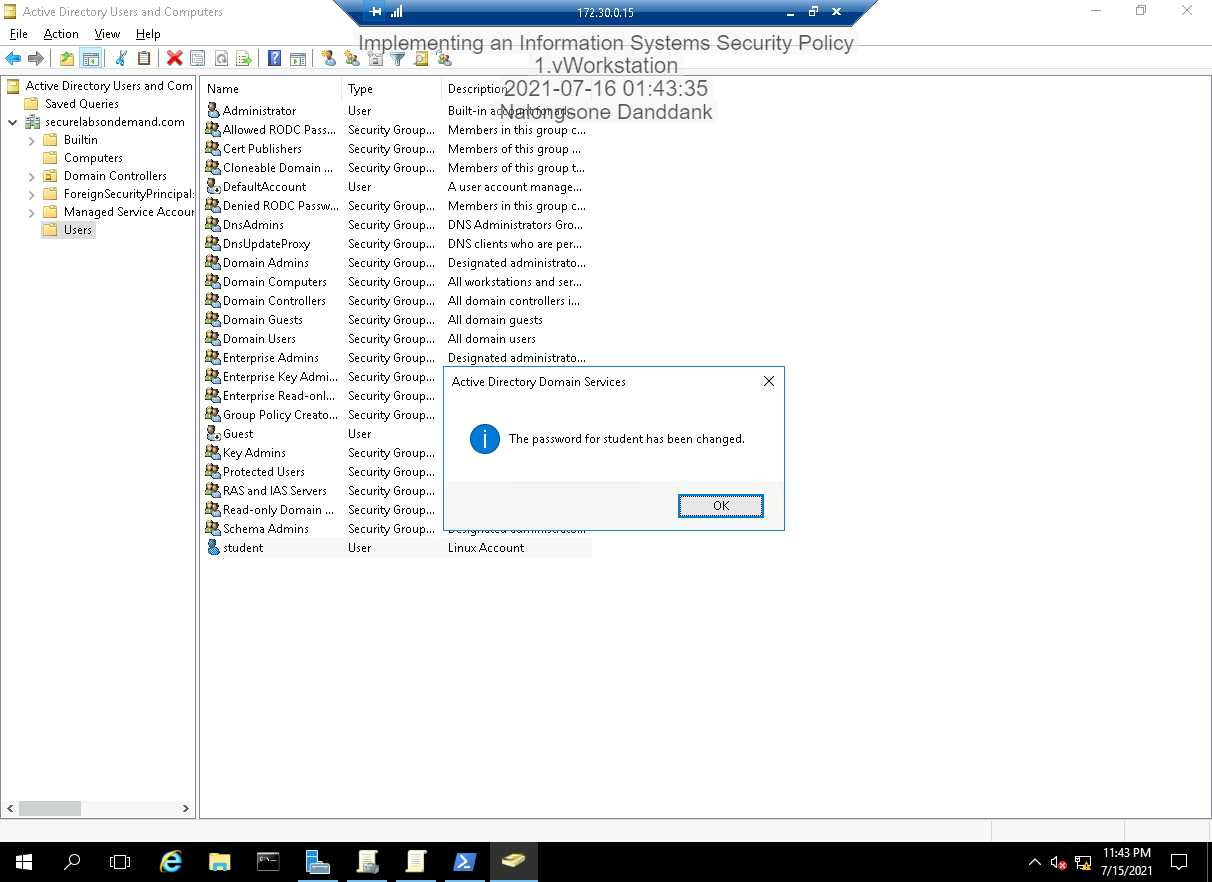 Active Directory Users and Computers
172.30.0.15
File Action View Help
Implementing an Information Systems Security Policy
1.vWorkstation
2021-07-16 01:43:35
Nalongsone Danddank
Active Directory Users and Com
Saved Queries
securelabsondemand.com
Builtin
Computers
Domain Controllers
ForeignSecurityPrincipals
Managed Service Accour
Users
Name Type Description
Administrator User Built-in account for ad...
Allowed RODC Pass... Security Group... Members in this group c...
Cert Publishers Security Group... Members of this group ...
Cloneable Domain ... Security Group... Members of this group t...
DefaultAccount User A user account manage...
Denied RODC Passw... Security Group... Members in this group c...
DnsAdmins Security Group... DNS Administrators Gro...
DnsUpdateProxy Security Group... DNS clients who are per...
Domain Admins Security Group... Designated administrato...
Domain Computers Security Group... All workstations and ser...
Domain Controllers Security Group... All domain controllers i...
Domain Guests Security Group... All domain guests
Domain Users Security Group... All domain users
Enterprise Admins Security Group... Designated administrato...
Enterprise Key Admi... Security Group...
Enterprise Read-onl... Security Group...
Group Policy Creato... Security Group...
Guest User
Key Admins Security Group...
Protected Users Security Group...
RAS and IAS Servers Security Group...
Read-only Domain ... Security Group...
Schema Admins Security Group... Designated administrato...
student User Linux Account
Active Directory Domain Services
The password for student has been changed.
OK
11:43 PM
7/15/2021